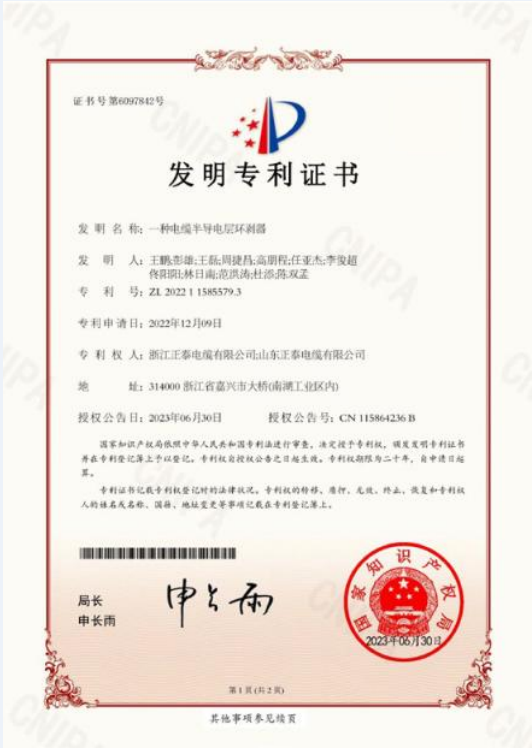 证书号第6097842号
发明专利证书
发明名称：一种电缆半导电层环剥器
发明人：王鹏;彭雄;王磊;周捷昌;高朋程;任亚杰;李俊超
佟阳阳;林日南;范洪涛;杜添;陈双孟
专利号：ZL 2022 1 1585579.3
专利申请日：2022年12月09日
专利权人：浙江正泰电缆有限公司;山东正泰电缆有限公司
地址：314000 浙江省嘉兴市大桥(南湖工业区内)
授权公告日：2023年06月30日 授权公告号：CN 115864236 B
国家知识产权局依照中华人民共和国专利法进行审查，决定授予专利权，颁发发明专利证书
并在专利登记簿上予以登记。专利权自授权公告之日起生效。专利权期限为二十年，自申请日起
算。
专利证书记载专利权登记时的法律状况。专利权的转移、质押、无效、终止、恢复和专利权
人的姓名或名称、国籍、地址变更等事项记载在专利登记簿上。
局长
申长雨
申长雨
国家知识产权局
2023年06月30日
第1页(共2页)
其他事项参见续页
CNIPA